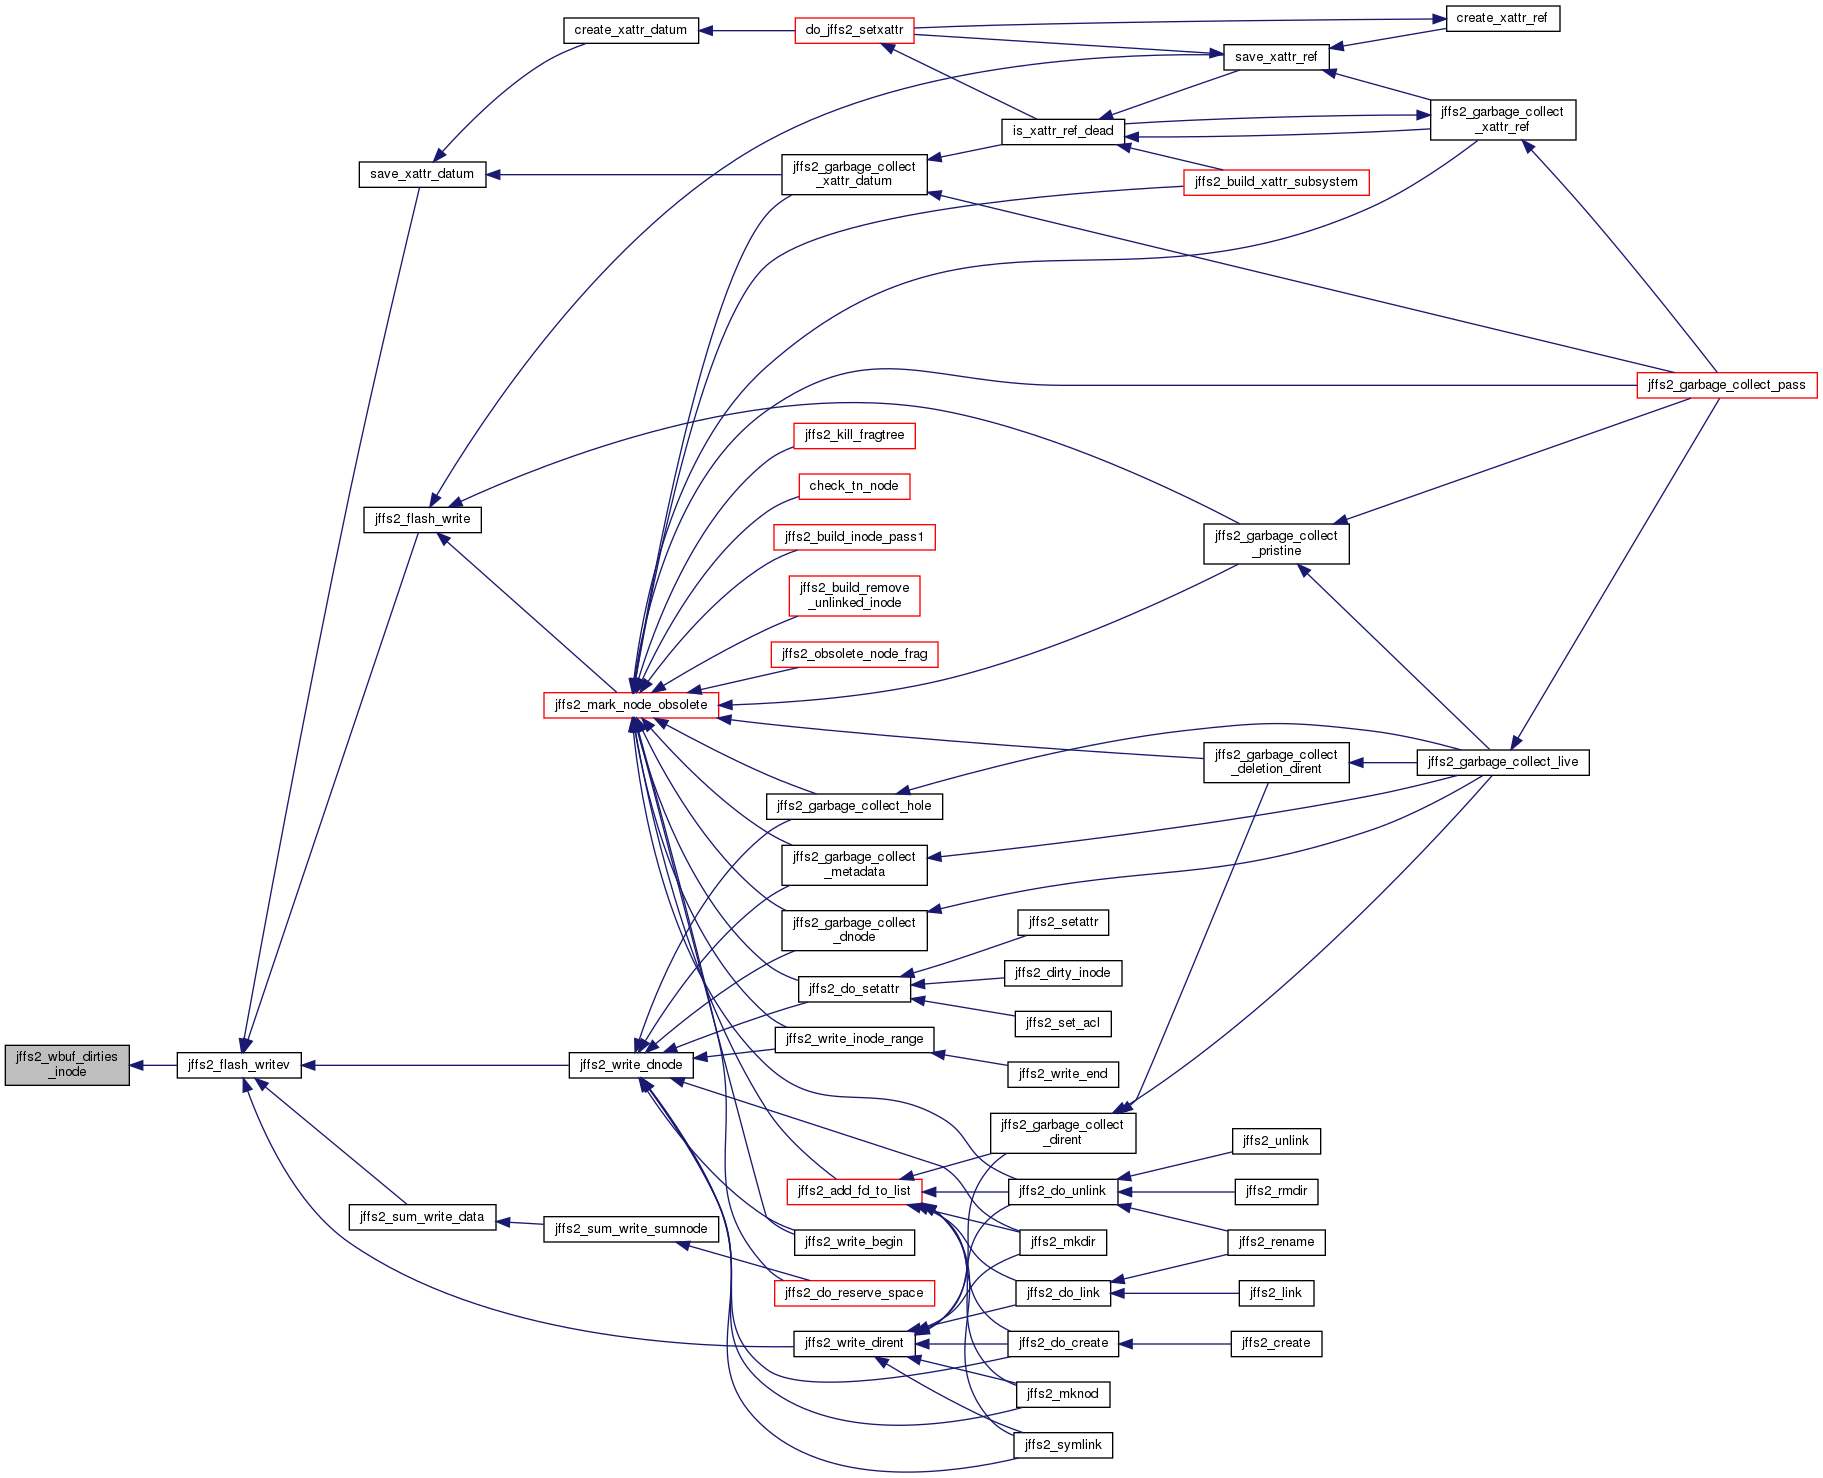 create_xattr_ref
create_xattr_datum
do_jffs2_setxattr
save_xattr_ref
jffs2_garbage_collect
_xattr_ref
is_xattr_ref_dead
save_xattr_datum
jffs2_garbage_collect
_xattr_datum
jffs2_build_xattr_subsystem
jffs2_garbage_collect_pass
jffs2_kill_fragtree
check_tn_node
jffs2_flash_write
jffs2_build_inode_pass1
jffs2_garbage_collect
_pristine
jffs2_build_remove
_unlinked_inode
jffs2_obsolete_node_frag
jffs2_mark_node_obsolete
jffs2_garbage_collect
_deletion_dirent
jffs2_garbage_collect_live
jffs2_garbage_collect_hole
jffs2_garbage_collect
_metadata
jffs2_garbage_collect
_dnode
jffs2_setattr
jffs2_dirty_inode
jffs2_do_setattr
jffs2_set_acl
jffs2_write_inode_range
jffs2_wbuf_dirties
_inode
jffs2_flash_writev
jffs2_write_dnode
jffs2_write_end
jffs2_garbage_collect
_dirent
jffs2_unlink
jffs2_add_fd_to_list
jffs2_do_unlink
jffs2_rmdir
jffs2_sum_write_data
jffs2_sum_write_sumnode
jffs2_write_begin
jffs2_mkdir
jffs2_rename
jffs2_do_reserve_space
jffs2_do_link
jffs2_link
jffs2_write_dirent
jffs2_do_create
jffs2_create
jffs2_mknod
jffs2_symlink